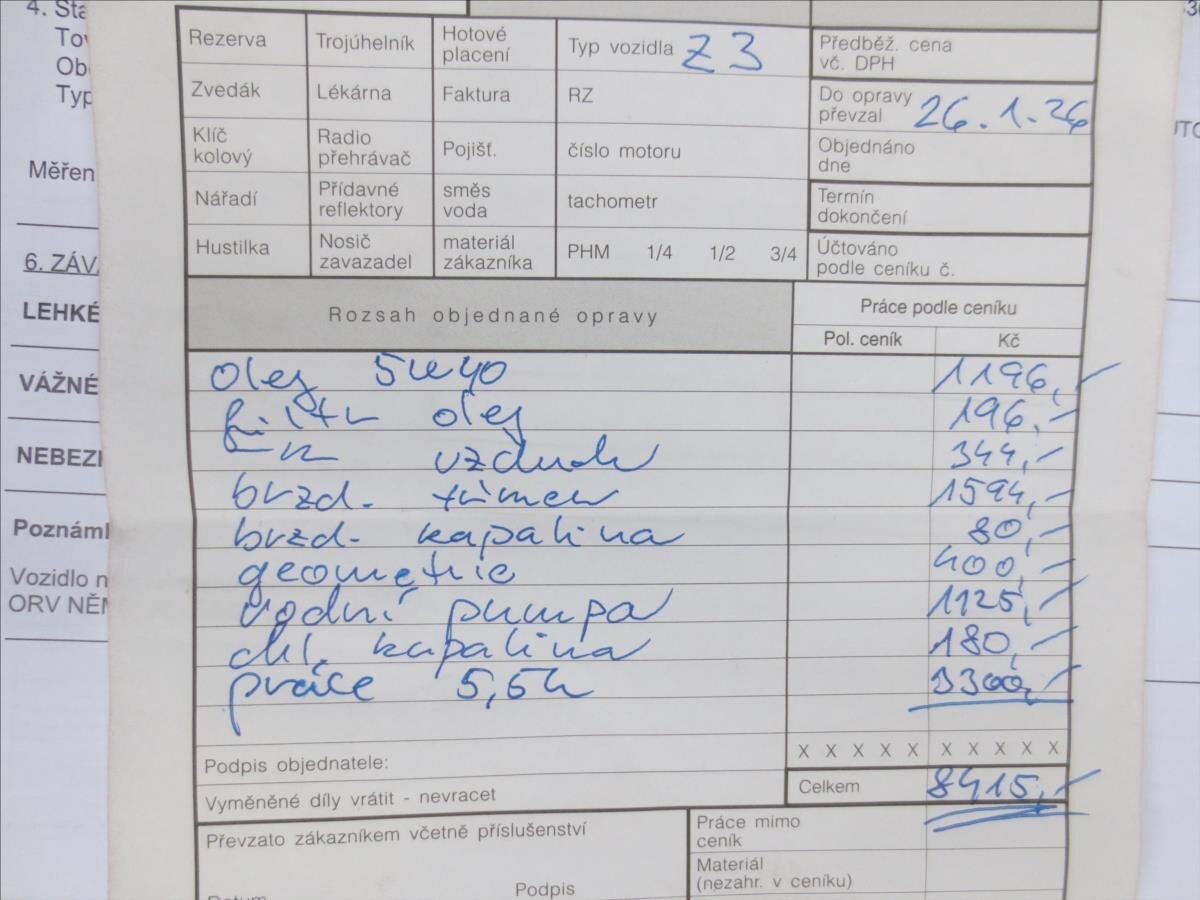 4. Sta
To
Ob
Typ
Měřen
6. ZÁV
LEHKÉ
VÁŽNÉ
NEBEZ
Poznám
Vozidlo n
ORV NĚM
Rezerva Trojúhelník Hotové placení Typ vozidla Z3 Předběž. cena vč. DPH
Zvedák Lékárna Faktura RZ Do opravy převzal 26.1.26
Klíč kolový Radio přehrávač Pojišť. číslo motoru Objednáno dne
Nářadí Přídavné reflektory směs voda tachometr Termín dokončení
Hustilka Nosič zavazadel materiál zákazníka PHM 1/4 1/2 3/4 Účtováno podle ceníku č.
Rozsah objednané opravy Práce podle ceníku
Pol. ceník Kč
olej 5W40 1196,-
filtr olej 196,-
vzduch 344,-
brzd. třmen 1594,-
brzd. kapalina 80,-
geometrie 400,-
vodní pumpa 1125,-
chl. kapalina 180,-
práce 5,5h 3300,-
X X X X X X X X X X
Podpis objednatele:
Vyměněné díly vrátit - nevracet Celkem 8415,-
Převzato zákazníkem včetně příslušenství Práce mimo ceník
Materiál (nezahr. v ceníku)
Datum Podpis